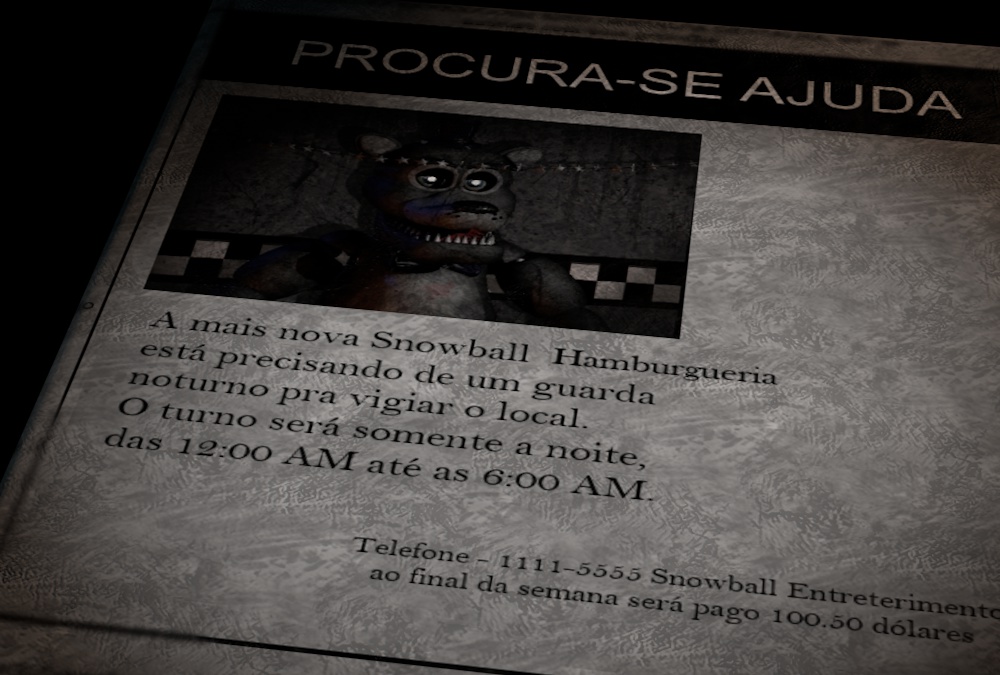 PROCURA-SE AJUDA
A mais nova Snowball Hamburgueria
está precisando de um guarda
noturno pra vigiar o local.
O turno será somente a noite,
das 12:00 AM até as 6:00 AM.
Telefone - 1111-5555 Snowball Entreterimento
ao final da semana será pago 100.50 dólares